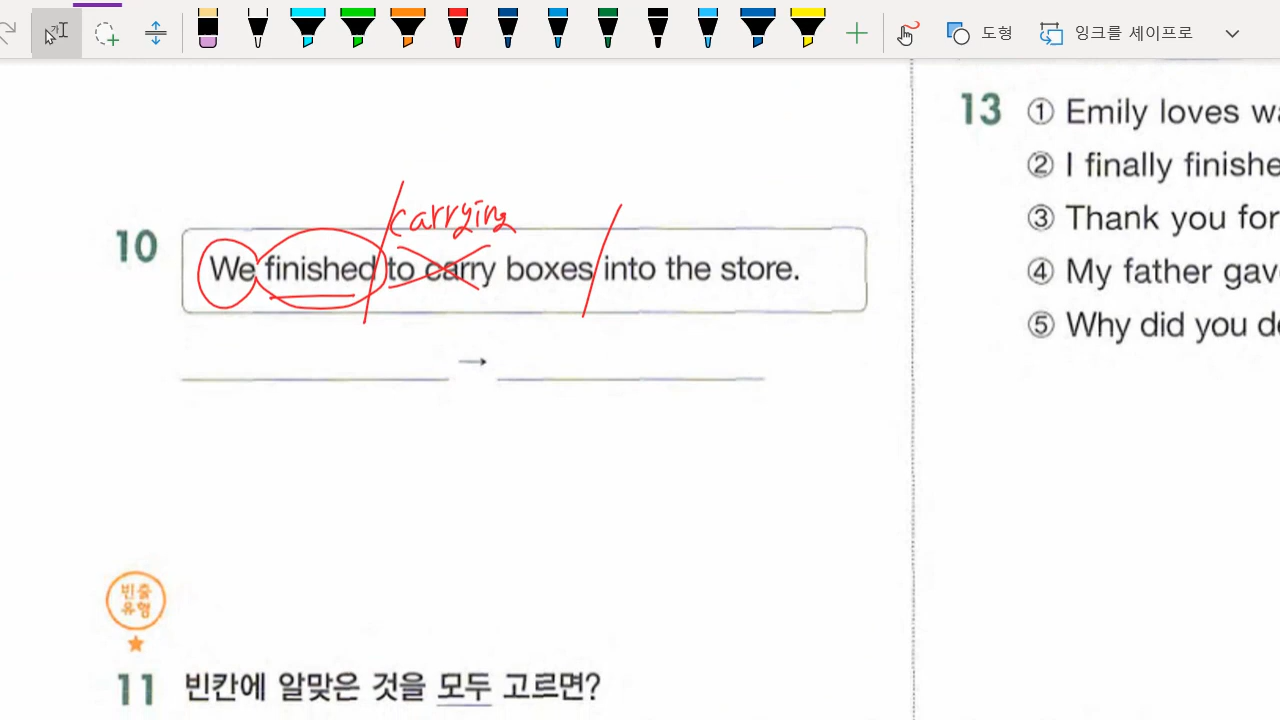 도형
잉크를 셰이프로
carrying
10
We finished to carry boxes into the store.
→
빈출
유형
11 빈칸에 알맞은 것을 모두 고르면?
13 ① Emily loves wa
② I finally finishe
③ Thank you for
④ My father gave
⑤ Why did you de